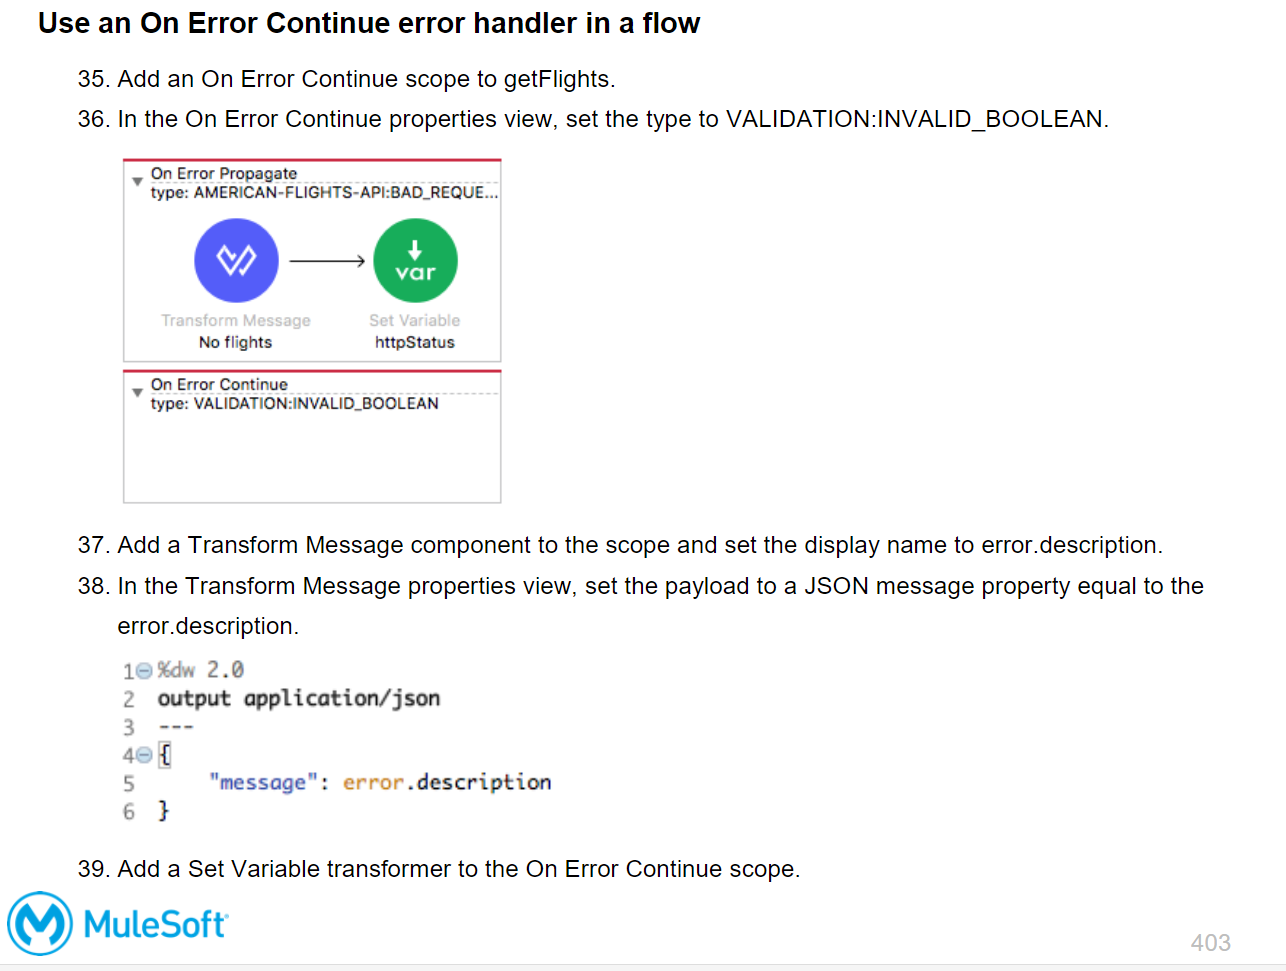 Use an On Error Continue error handler in a flow
35. Add an On Error Continue scope to getFlights.
36. In the On Error Continue properties view, set the type to VALIDATION:INVALID_BOOLEAN.
On Error Propagate
type: AMERICAN-FLIGHTS-API:BAD_REQUE...
var
Transform Message Set Variable
No flights httpStatus
On Error Continue
type: VALIDATION:INVALID_BOOLEAN
37. Add a Transform Message component to the scope and set the display name to error.description.
38. In the Transform Message properties view, set the payload to a JSON message property equal to the
error.description.
1 %dw 2.0
2 output application/json
3 ---
4 {
5 "message": error.description
6 }
39. Add a Set Variable transformer to the On Error Continue scope.
MuleSoft
403